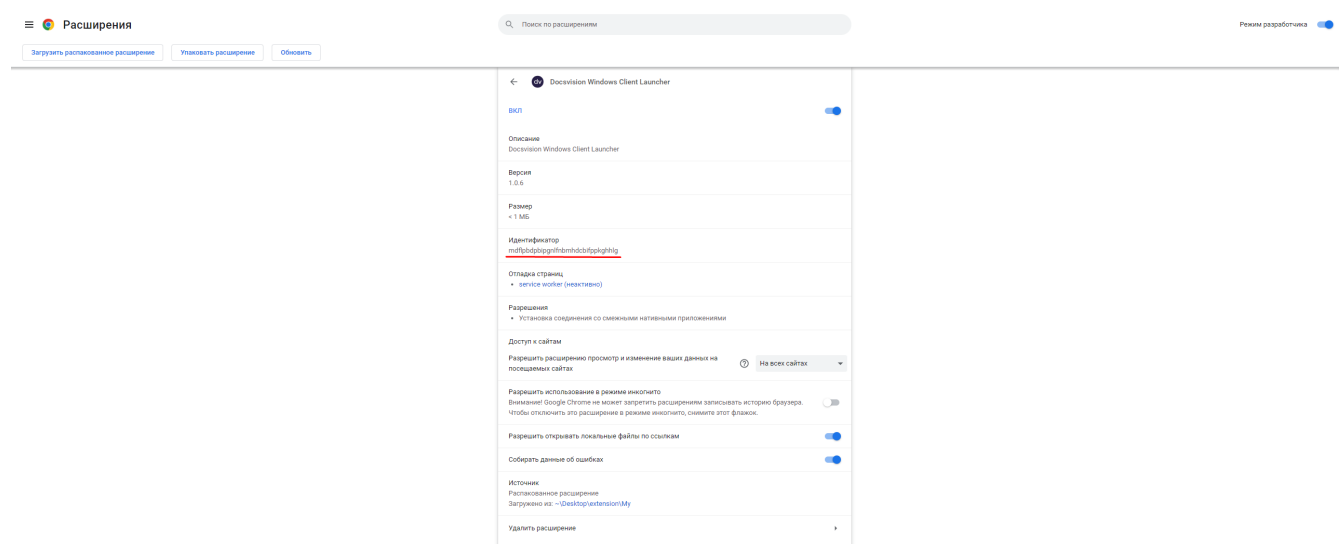 Расширения
Поиск по расширениям
Режим разработчика
Загрузить распакованное расширение
Упаковать расширение
Обновить
dv
Docsvision Windows Client Launcher
ВКЛ
Описание
Docsvision Windows Client Launcher
Версия
1.0.6
Размер
< 1 МБ
Идентификатор
mdflpbdpbipgnlfnbmhdcbifppkghhlg
Отладка страниц
service worker (неактивно)
Разрешения
Установка соединения со смежными нативными приложениями
Доступ к сайтам
Разрешить расширению просмотр и изменение ваших данных на
посещаемых сайтах
На всех сайтах
Разрешить использование в режиме инкогнито
Внимание! Google Chrome не может запретить расширениям записывать историю браузера.
Чтобы отключить это расширение в режиме инкогнито, снимите этот флажок.
Разрешить открывать локальные файлы по ссылкам
Собирать данные об ошибках
Источник
Распакованное расширение
Загружено из: ~\Desktop\extension\My
Удалить расширение